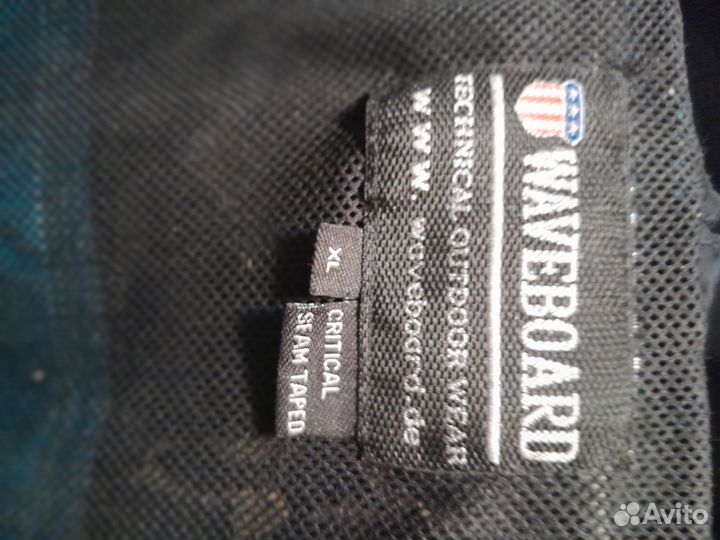 WAVEBOARD
TECHNICAL OUTDOOR WEAR
www. waveboard.de
XL
CRITICAL
SEAM TAPED
Avito